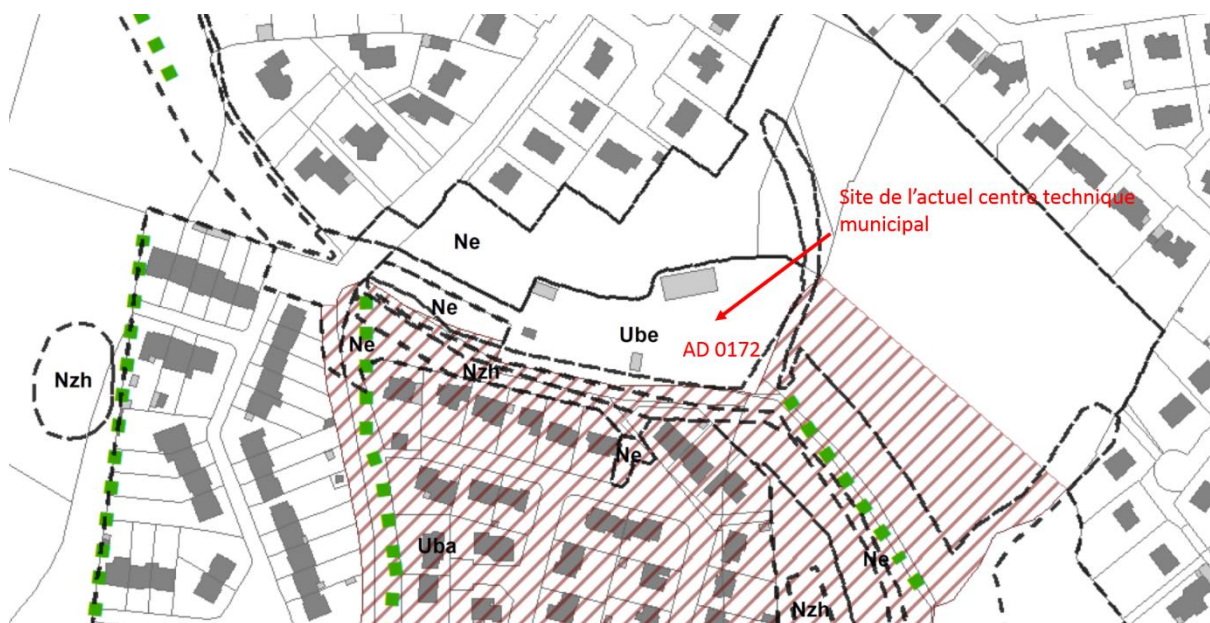 Site de l'actuel centre technique
municipal
Ne
Ne
Ube
AD 0172
Ne
Nzh
Nzh
Ne
Uba
Ne
Nzh